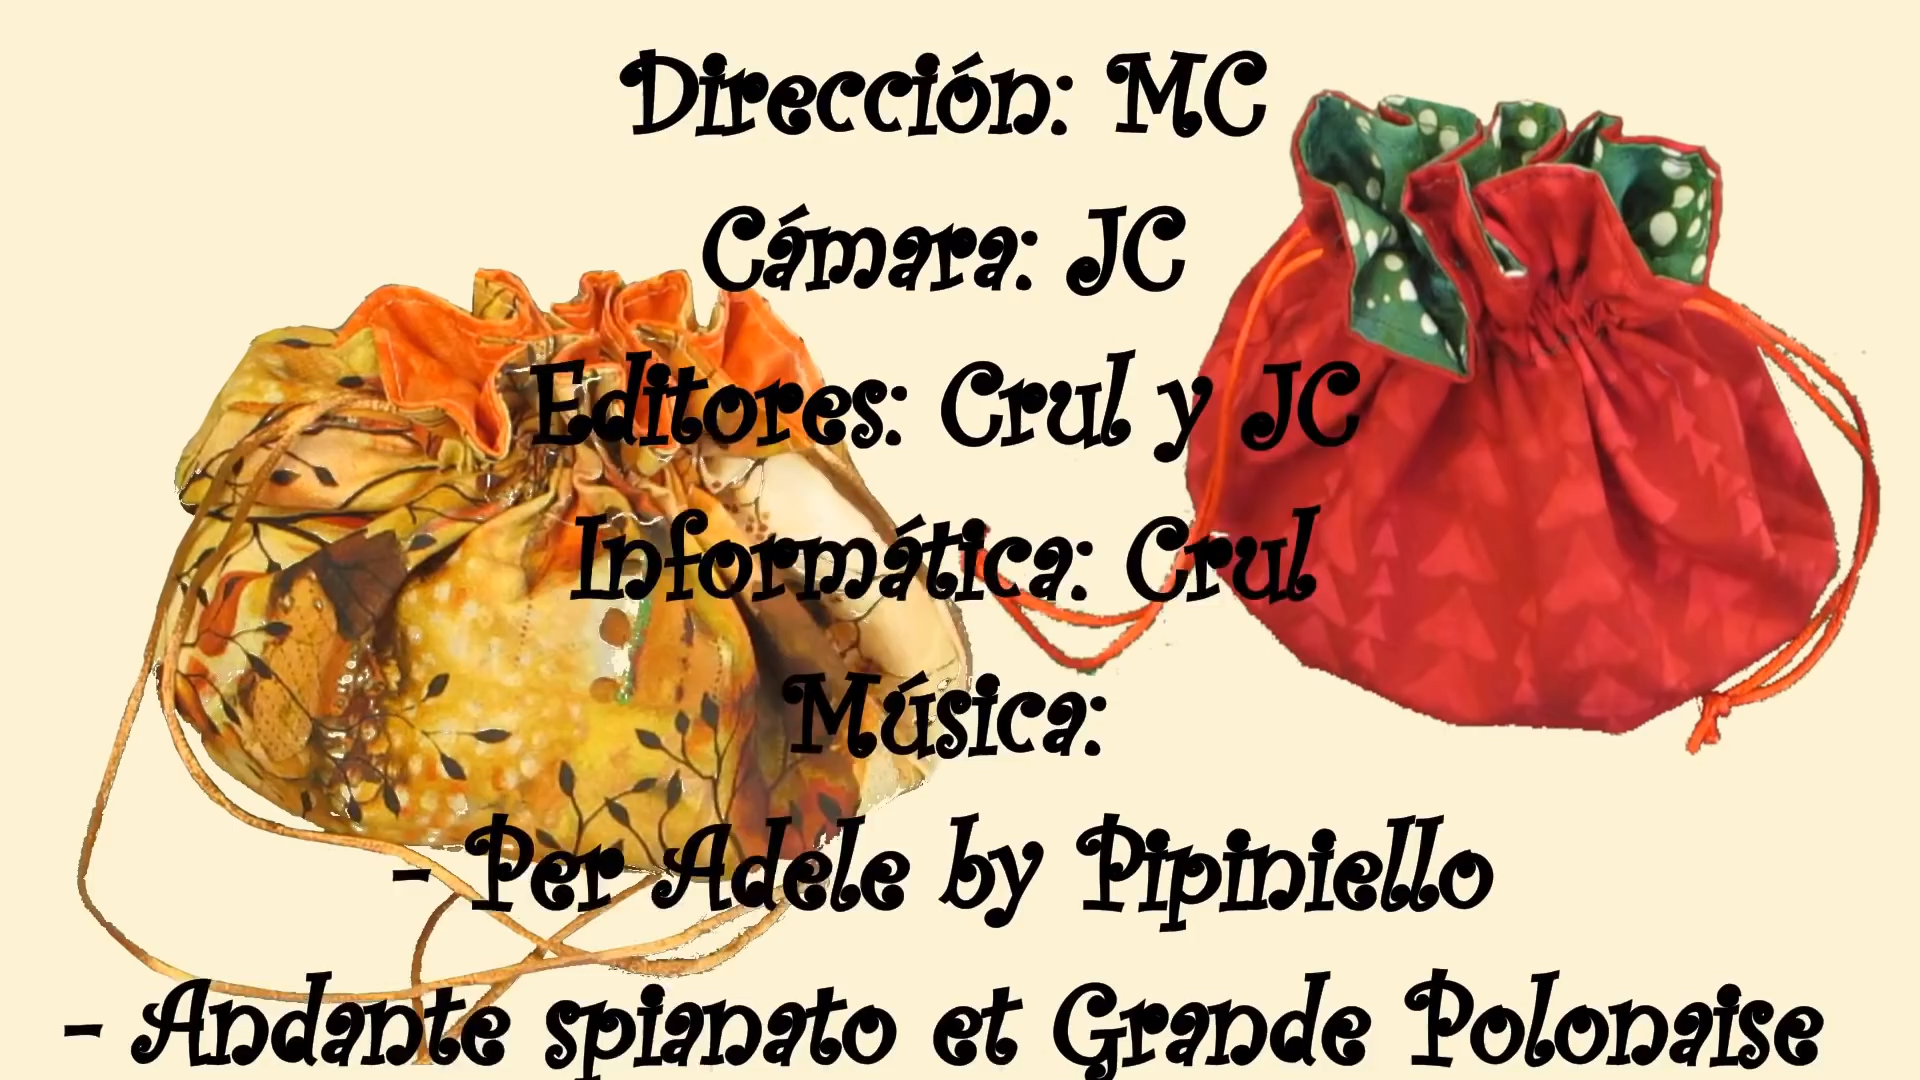 Dirección: MC
Cámara: JC
Editores: Crul y JC
Informática: Crul
Música:
- Per Adele by Pipiniello
- Andante spianato et Grande Polonaise